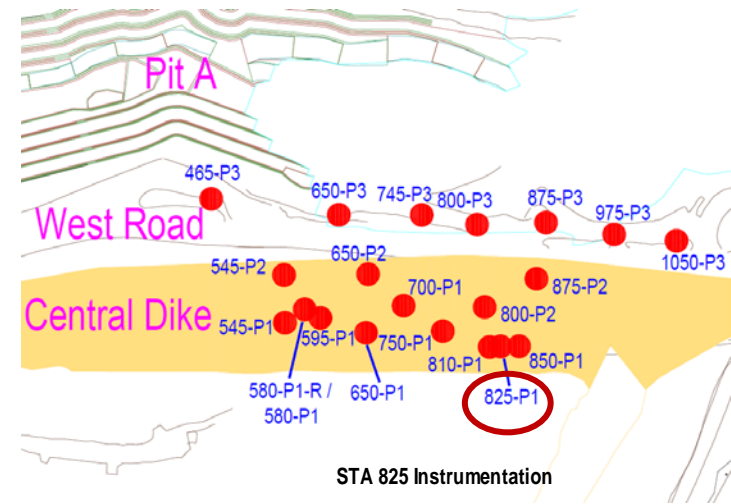 Pit A
465-P3
650-P3
745-P3
800-P3
875-P3
975-P3
1050-P3
West Road
545-P2
650-P2
875-P2
700-P1
800-P2
Central Dike
545-P1
595-P1
750-P1
810-P1
850-P1
580-P1-R /
580-P1
650-P1
825-P1
STA 825 Instrumentation